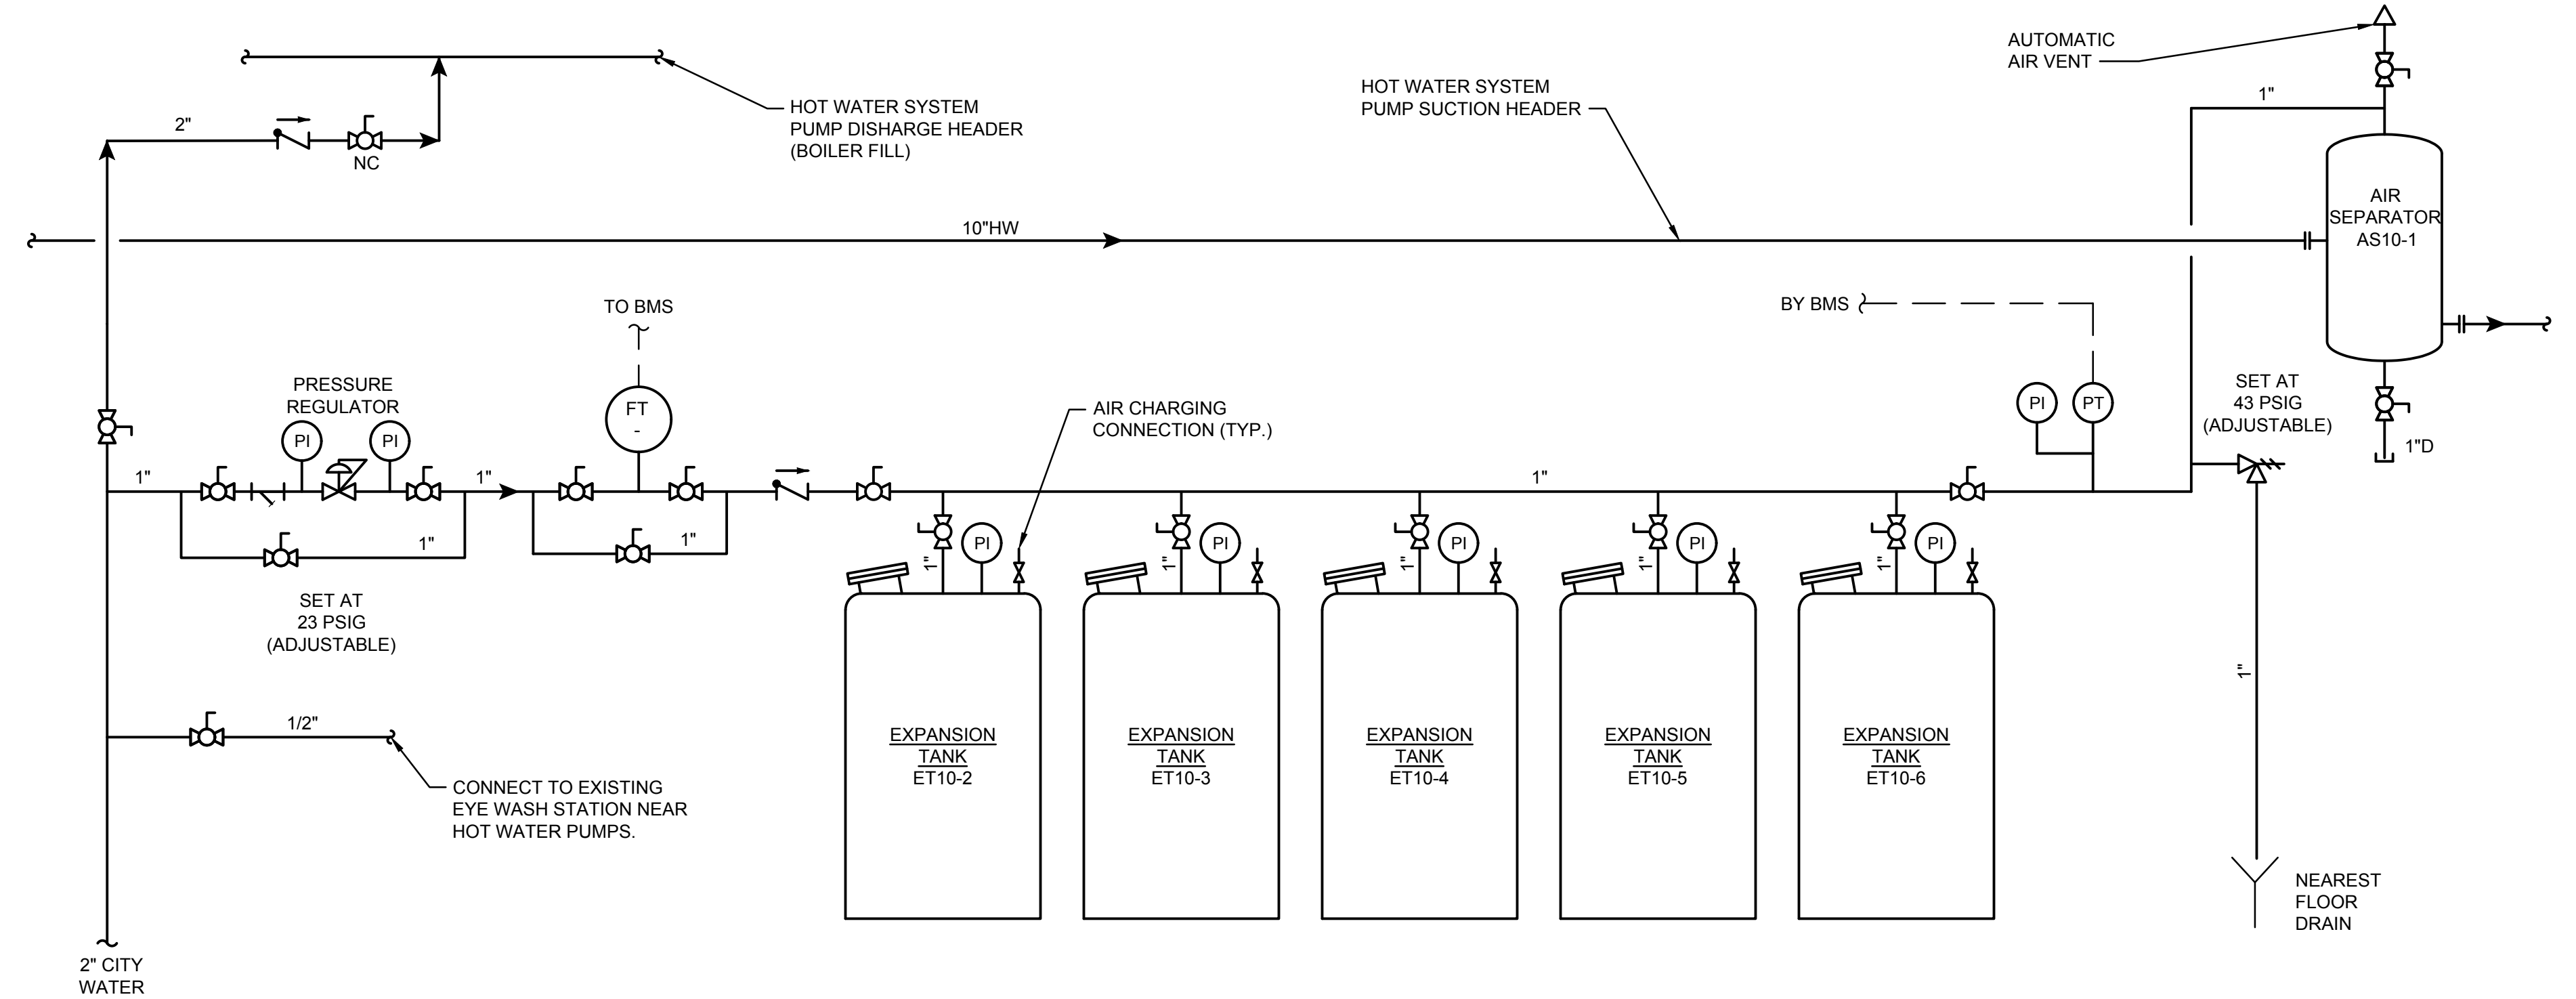 AUTOMATIC
AIR VENT
1"
HOT WATER SYSTEM
PUMP DISHARGE HEADER
(BOILER FILL)
HOT WATER SYSTEM
PUMP SUCTION HEADER
2"
NC
10"HW
AIR
SEPARATOR
AS10-1
TO BMS
BY BMS
PRESSURE
REGULATOR
PI
PI
FT
-
AIR CHARGING
CONNECTION (TYP.)
PI
PT
SET AT
43 PSIG
(ADJUSTABLE)
1"D
1"
1"
1"
1"
1"
SET AT
23 PSIG
(ADJUSTABLE)
1"
PI
1"
PI
1"
PI
1"
PI
1"
PI
1"
1/2"
CONNECT TO EXISTING
EYE WASH STATION NEAR
HOT WATER PUMPS.
EXPANSION
TANK
ET10-2
EXPANSION
TANK
ET10-3
EXPANSION
TANK
ET10-4
EXPANSION
TANK
ET10-5
EXPANSION
TANK
ET10-6
NEAREST
FLOOR
DRAIN
2" CITY
WATER